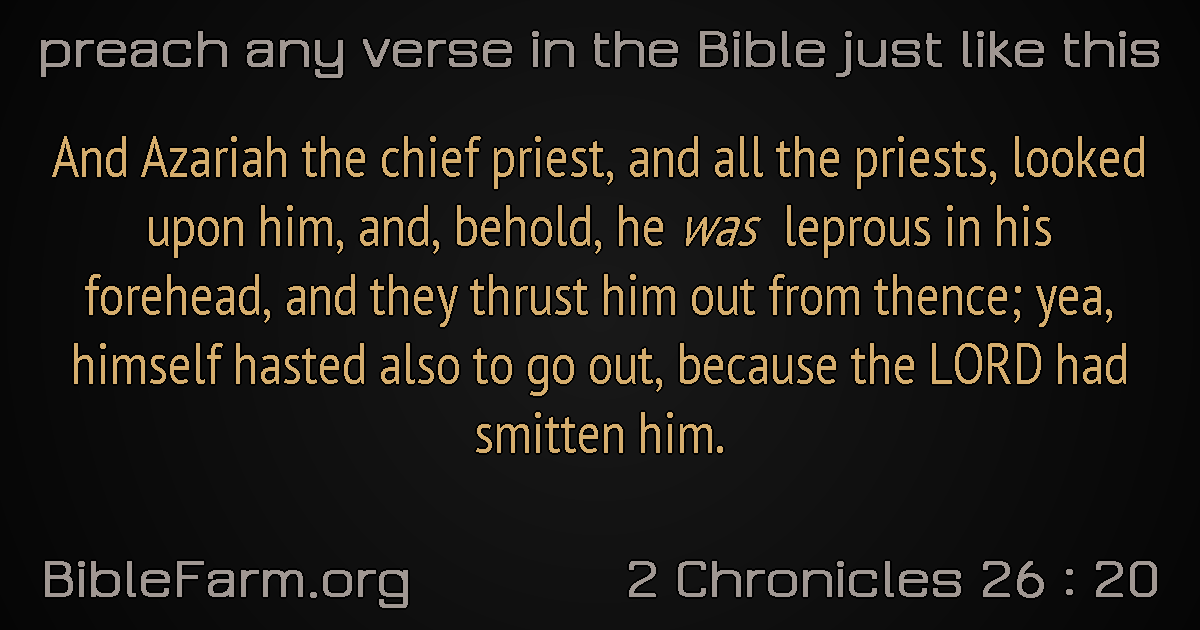 preach any verse in the Bible just like this
And Azariah the chief priest, and all the priests, looked
upon him, and, behold, he was leprous in his
forehead, and they thrust him out from thence; yea,
himself hasted also to go out, because the LORD had
smitten him.
BibleFarm.org
2 Chronicles 26 : 20